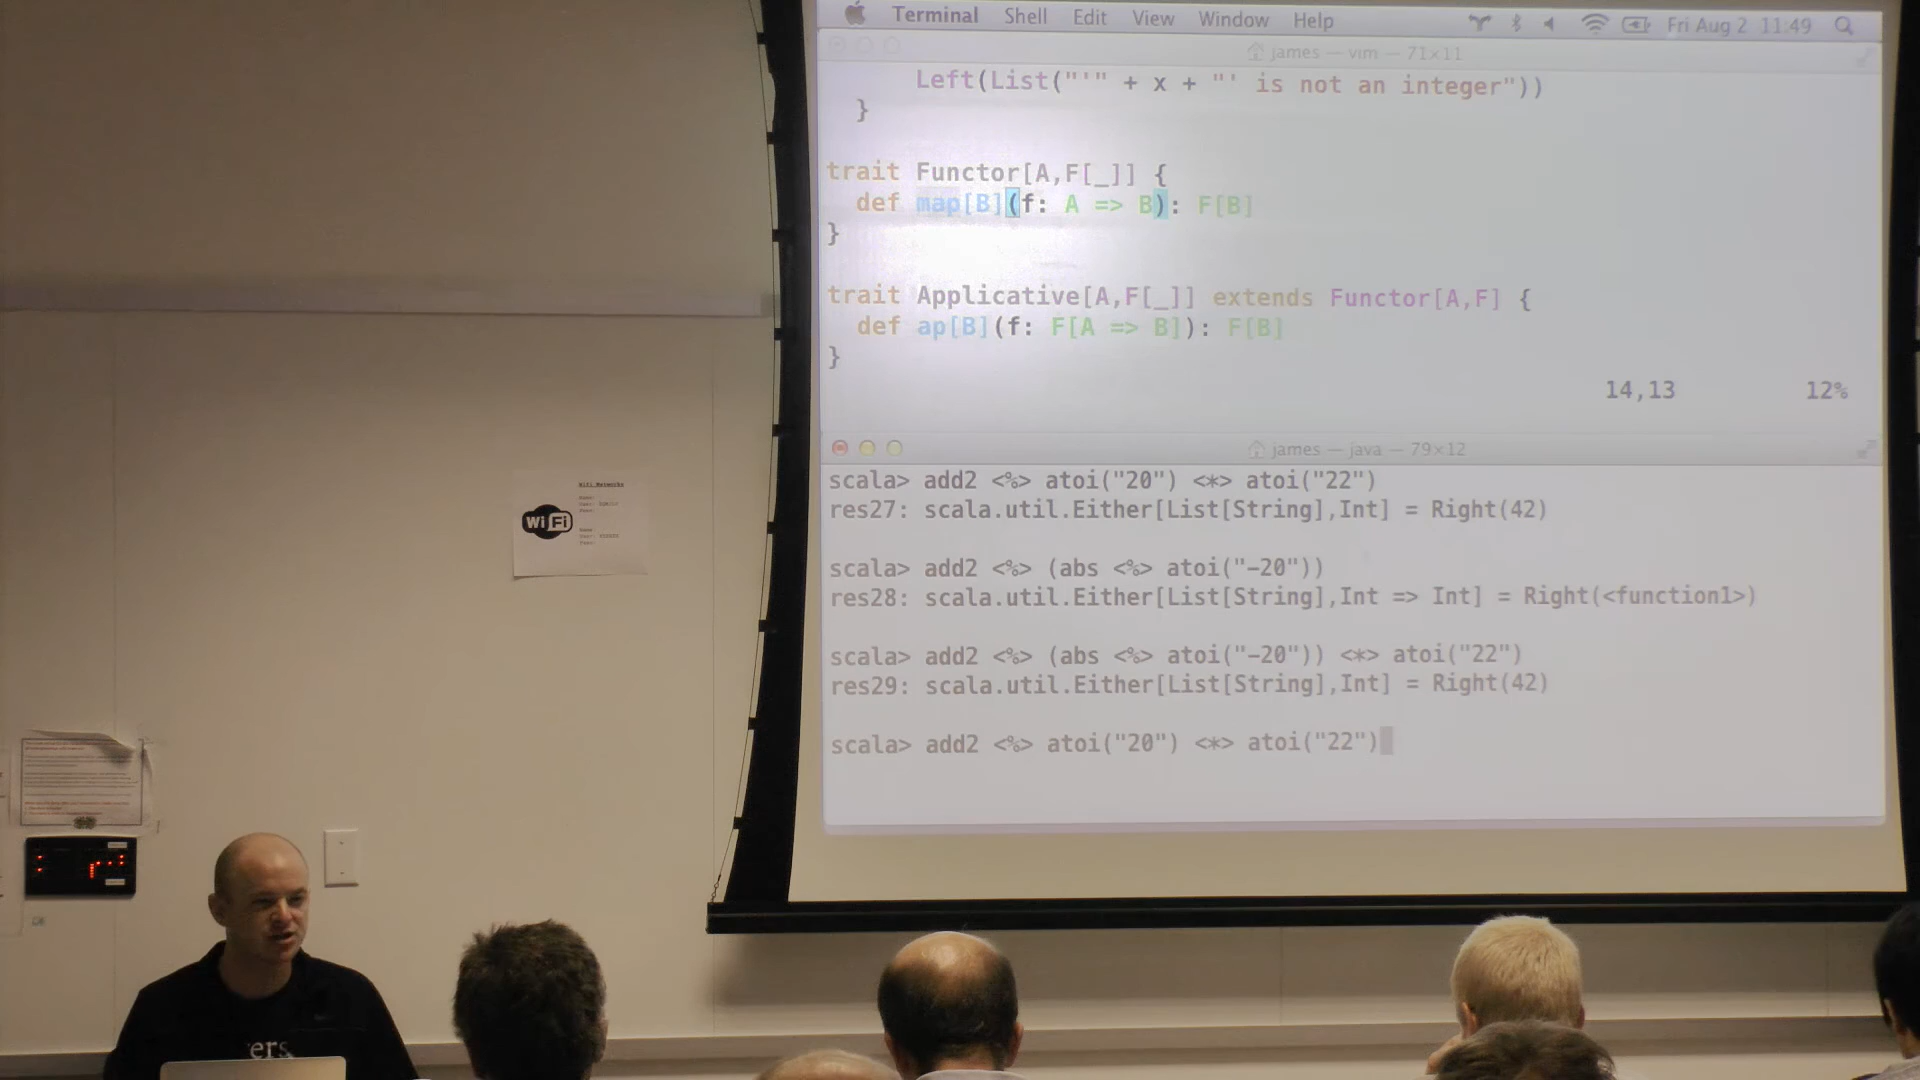 Terminal Shell Edit View Window Help Fri Aug 2 11:49
james — vim — 71×11
Left(List("'" + x + "' is not an integer"))
}
trait Functor[A,F[_]] {
def map[B](f: A => B): F[B]
}
trait Applicative[A,F[_]] extends Functor[A,F] {
def ap[B](f: F[A => B]): F[B]
}
14,13 12%
james — java — 79×12
scala> add2 <%> atoi("20") <*> atoi("22")
res27: scala.util.Either[List[String],Int] = Right(42)
scala> add2 <%> (abs <%> atoi("-20"))
res28: scala.util.Either[List[String],Int => Int] = Right(<function1>)
scala> add2 <%> (abs <%> atoi("-20")) <*> atoi("22")
res29: scala.util.Either[List[String],Int] = Right(42)
scala> add2 <%> atoi("20") <*> atoi("22")
WiFi Networks
WiFi
ers